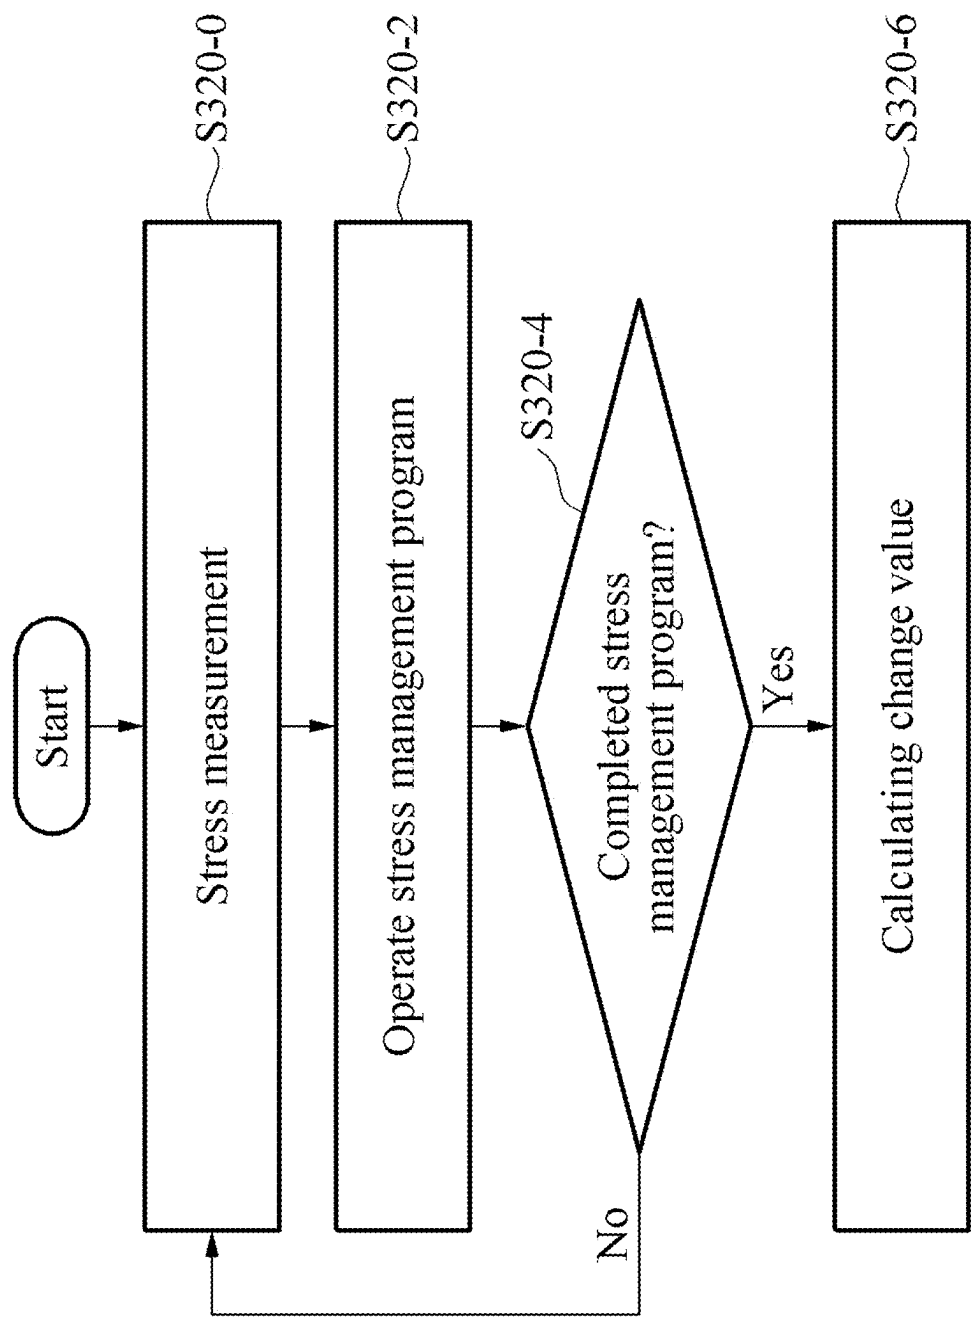 Start
Stress measurement
S320-0
Operate stress management program
S320-2
Completed stress
management program?
S320-4
No
Yes
Calculating change value
S320-6